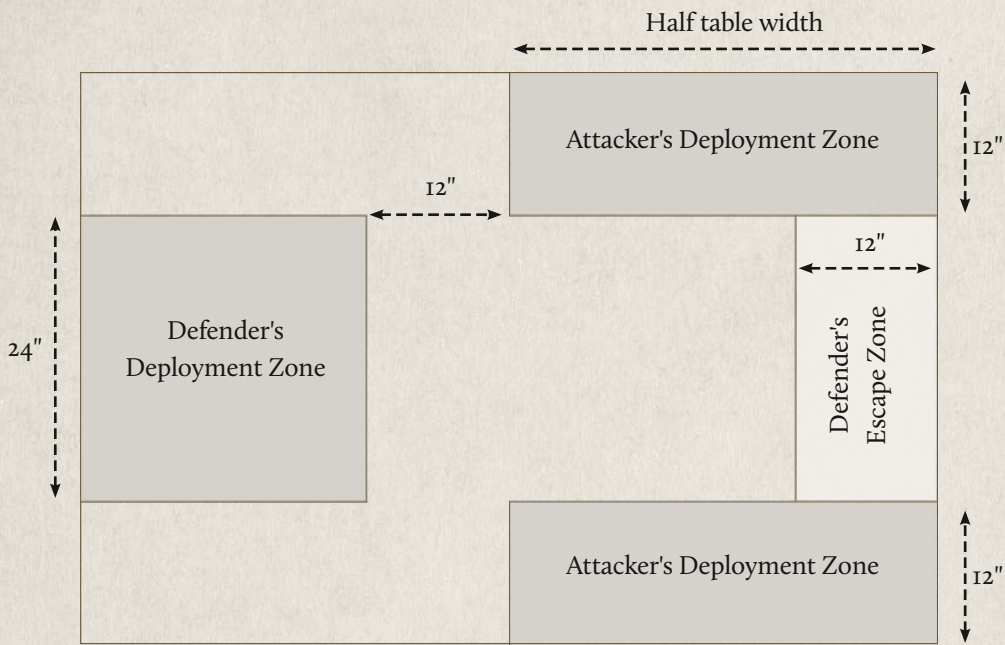 Half table width
Attacker's Deployment Zone
12"
12"
12"
Defender's
Deployment Zone
24"
Defender's
Escape Zone
Attacker's Deployment Zone
12"